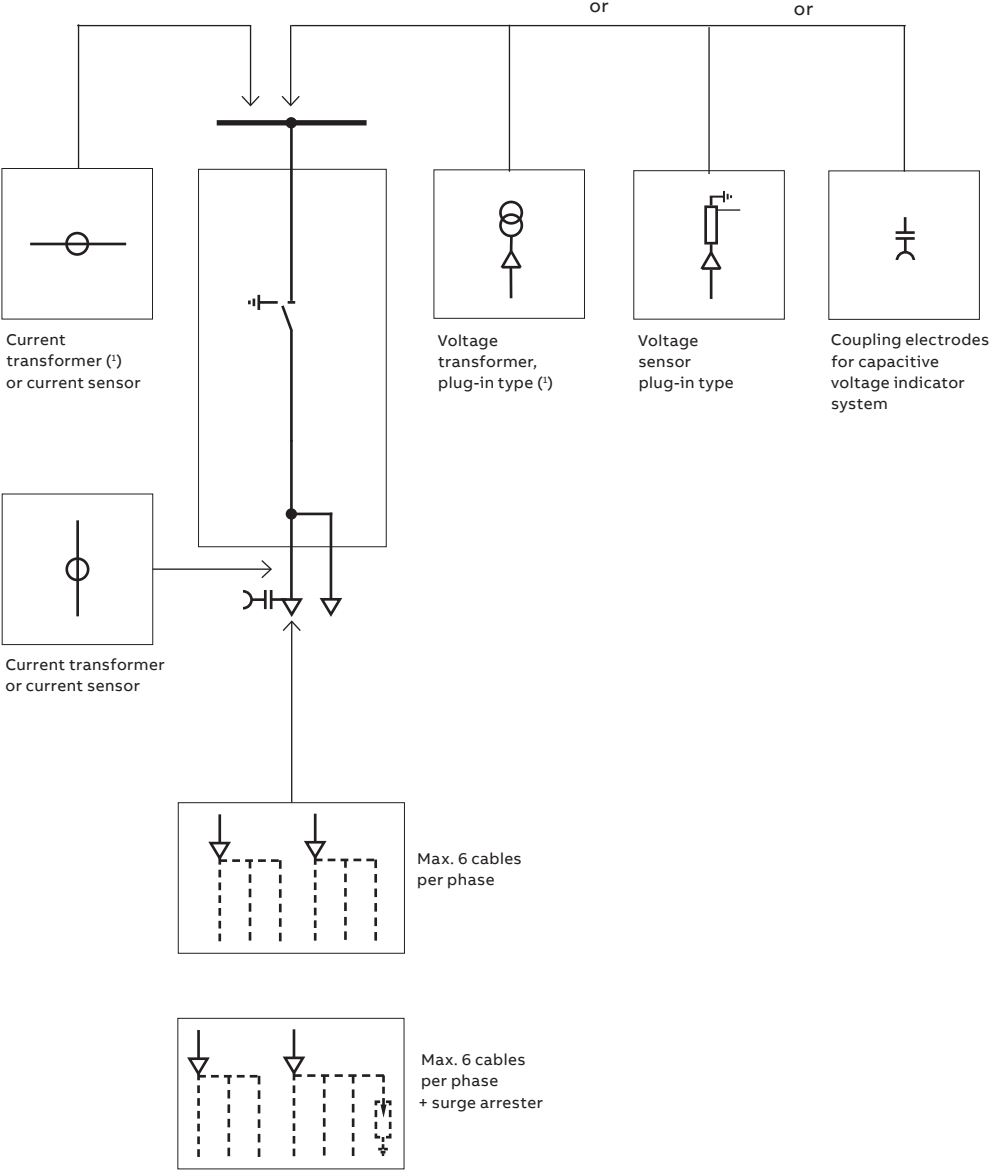 or
or
Current
transformer (¹)
or current sensor
Voltage
transformer,
plug-in type (¹)
Voltage
sensor
plug-in type
Coupling electrodes
for capacitive
voltage indicator
system
Current transformer
or current sensor
Max. 6 cables
per phase
Max. 6 cables
per phase
+ surge arrester